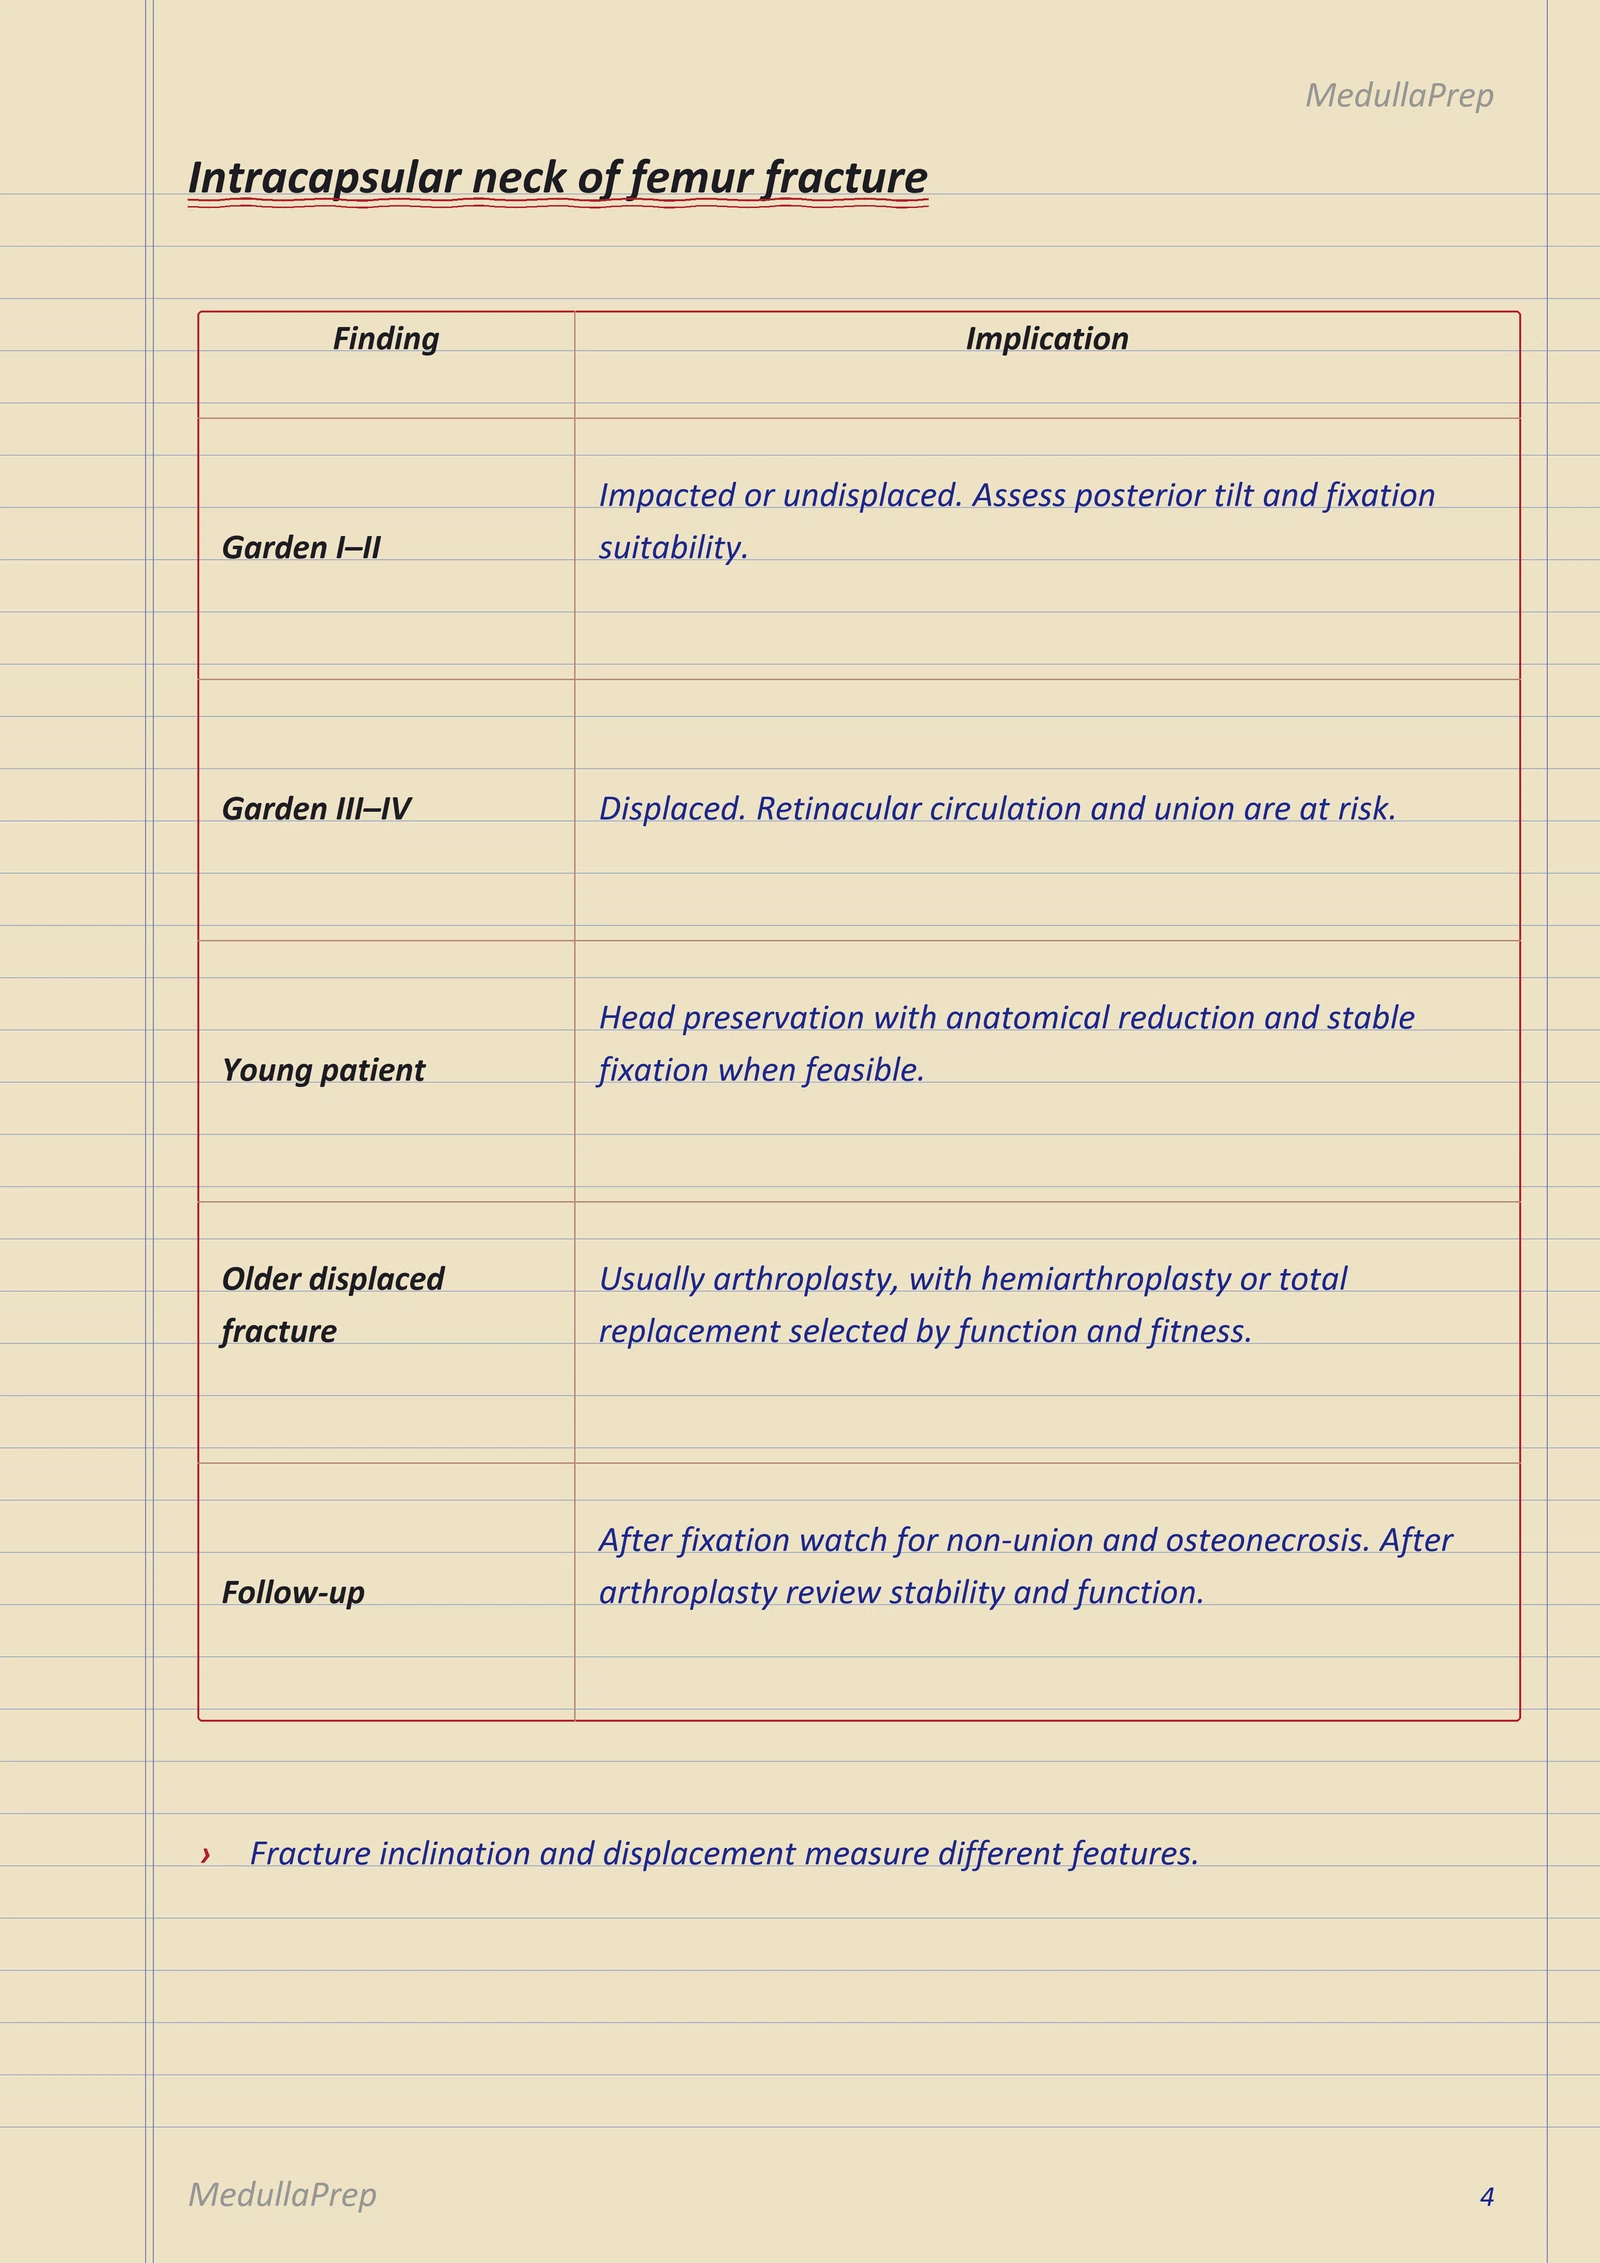 MedullaPrep
Intracapsular neck of femur fracture
Finding
Implication
Garden I–II
Impacted or undisplaced. Assess posterior tilt and fixation
suitability.
Garden III–IV
Displaced. Retinacular circulation and union are at risk.
Young patient
Head preservation with anatomical reduction and stable
fixation when feasible.
Older displaced
fracture
Usually arthroplasty, with hemiarthroplasty or total
replacement selected by function and fitness.
Follow-up
After fixation watch for non-union and osteonecrosis. After
arthroplasty review stability and function.
› Fracture inclination and displacement measure different features.
MedullaPrep
4